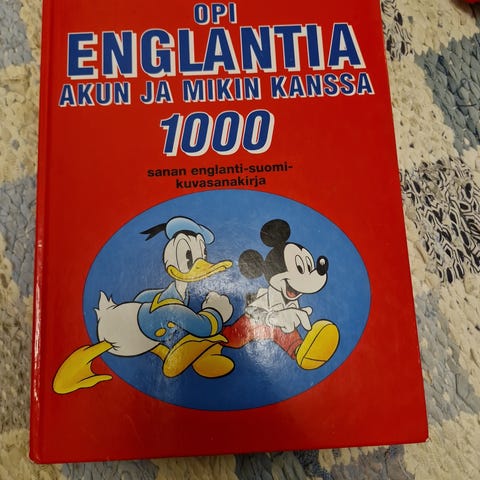 OPI
ENGLANTIA
AKUN JA MIKIN KANSSA
1000
sanan englanti-suomi-
kuvasanakirja